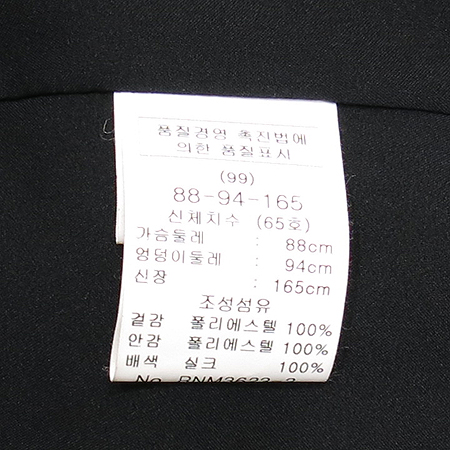 품질경영 촉진법에
의한 품질표시
(99)
88-94-165
신체치수 (65호)
가슴둘레 : 88cm
엉덩이둘레 : 94cm
신장 : 165cm
조성섬유
겉감 폴리에스텔 100%
안감 폴리에스텔 100%
배색 실크 100%
No